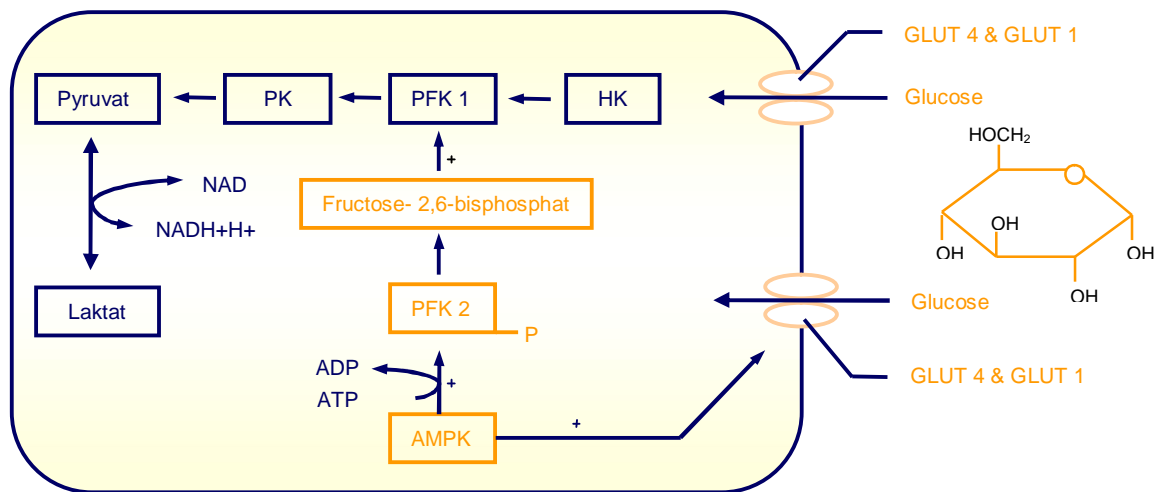 GLUT 4 & GLUT 1
Pyruvat
PK
PFK 1
HK
Glucose
+
HOCH2
NAD
NADH+H+
Fructose- 2,6-bisphosphat
OH
OH
OH
OH
Laktat
PFK 2
P
Glucose
ADP
ATP
+
GLUT 4 & GLUT 1
AMPK
+